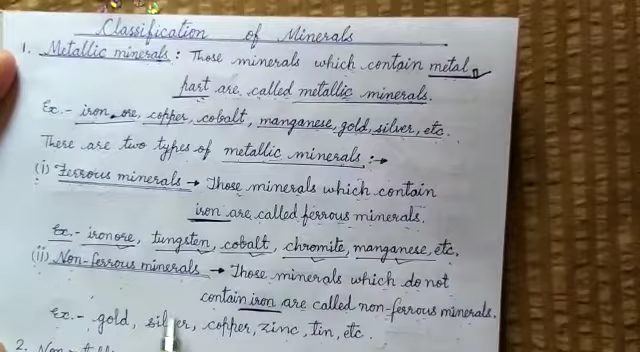 Classification of Minerals
1. Metallic minerals : Those minerals which contain metal
part are called metallic minerals.
Ex.- iron ore, copper, cobalt, manganese, gold, silver, etc.
There are two types of metallic minerals :→
(i) Ferrous minerals → Those minerals which contain
iron are called ferrous minerals.
Ex.- iron ore, tungsten, cobalt, chromite, manganese, etc.
(ii) Non-ferrous minerals → Those minerals which do not
contain iron are called non-ferrous minerals.
Ex.- gold, silver, copper, zinc, tin, etc.
2.